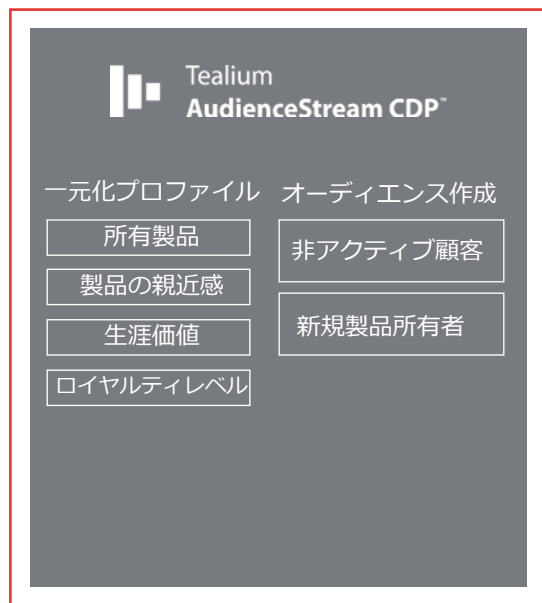 Tealium
AudienceStream CDP™
一元化プロファイル
所有製品
製品の親近感
生涯価値
ロイヤルティレベル
オーディエンス作成
非アクティブ顧客
新規製品所有者